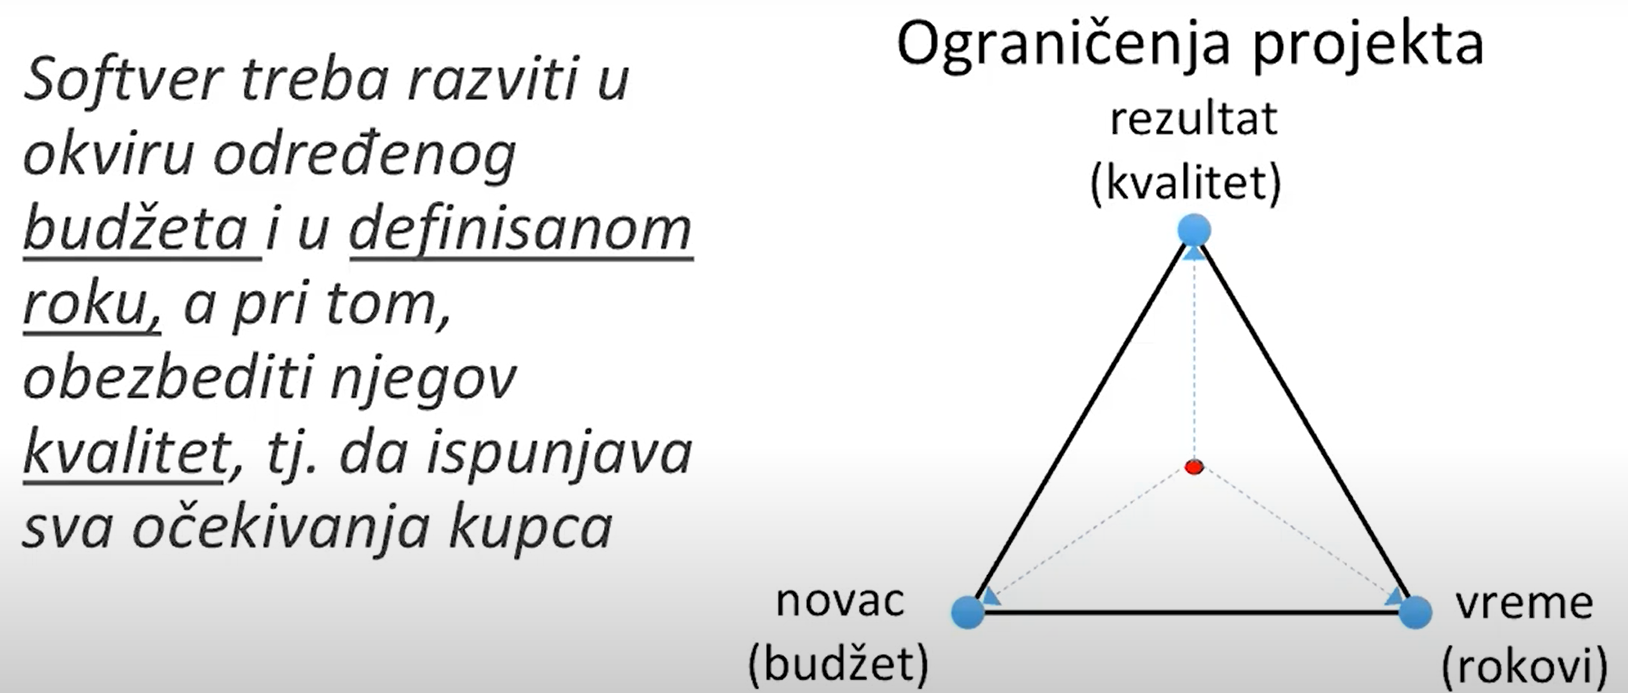 Softver treba razviti u
okviru određenog
budžeta i u definisanom
roku, a pri tom,
obezbediti njegov
kvalitet, tj. da ispunjava
sva očekivanja kupca
Ograničenja projekta
rezultat
(kvalitet)
novac
(budžet)
vreme
(rokovi)